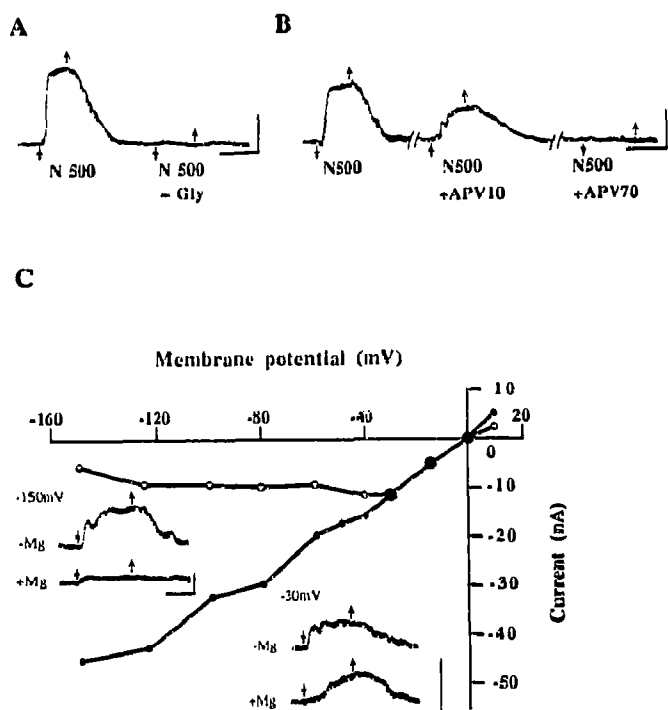 A
B
N 500
N 500
- Gly
N500
N500
+APV10
N500
+APV70
C
Membrane potential (mV)
-160
-120
-80
-40
20
10
0
-10
-20
-30
-40
-50
Current (nA)
-150mV
-Mg
+Mg
-30mV
-Mg
+Mg